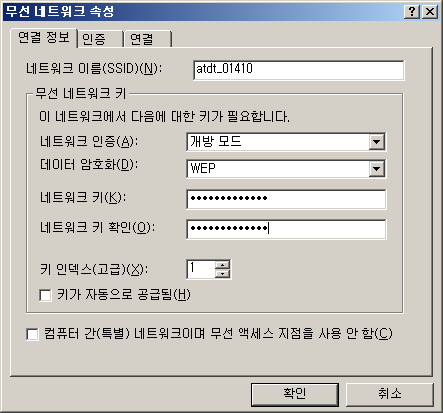 무선 네트워크 속성
연결 정보 인증 연결
네트워크 이름(SSID)(N): atdt_01410
무선 네트워크 키
이 네트워크에서 다음에 대한 키가 필요합니다.
네트워크 인증(A): 개방 모드
데이터 암호화(D): WEP
네트워크 키(K): •••••••••••••
네트워크 키 확인(O): •••••••••••••
키 인덱스(고급)(X): 1
키가 자동으로 공급됨(H)
컴퓨터 간(특별) 네트워크이며 무선 액세스 지점을 사용 안 함(C)
확인 취소